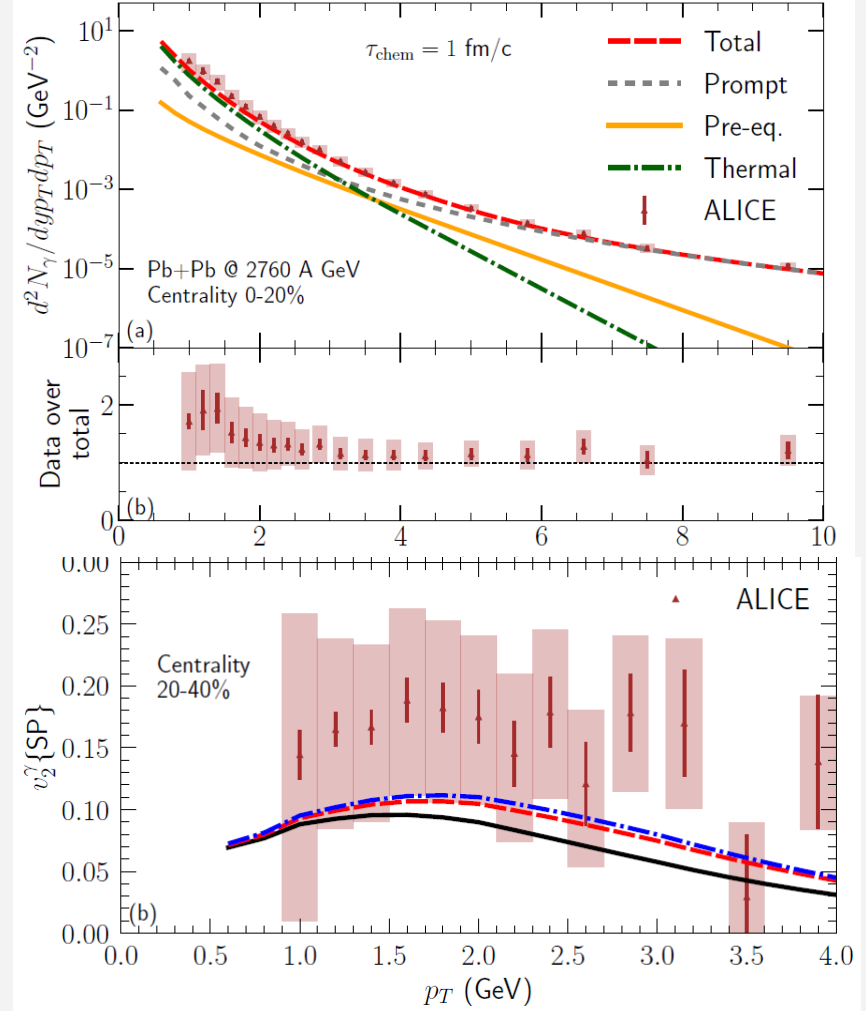 10^1
10^{-1}
10^{-3}
10^{-5}
10^{-7}
d^2N_γ/dyp_Tdp_T (GeV^{-2})
τ_chem = 1 fm/c
Total
Prompt
Pre-eq.
Thermal
ALICE
Pb+Pb @ 2760 A GeV
Centrality 0-20%
(a)
Data over
total
2
0
(b)
0 2 4 6 8 10
0.00
0.25
0.20
0.15
0.10
0.05
0.00
v_2^γ{SP}
ALICE
Centrality
20-40%
(b)
0.0 0.5 1.0 1.5 2.0 2.5 3.0 3.5 4.0
p_T (GeV)